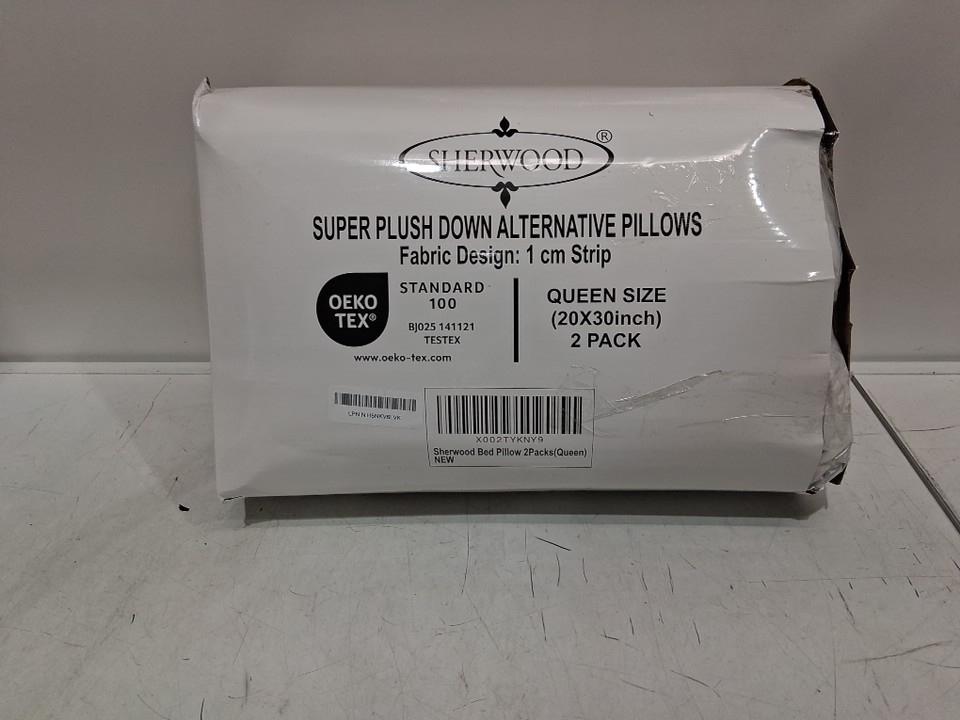 SHERWOOD ®
SUPER PLUSH DOWN ALTERNATIVE PILLOWS
Fabric Design: 1 cm Strip
OEKO
TEX®
STANDARD
100
BJ025 141121
TESTEX
www.oeko-tex.com
QUEEN SIZE
(20X30inch)
2 PACK
X002TYKNY9
Sherwood Bed Pillow 2Packs(Queen)
NEW